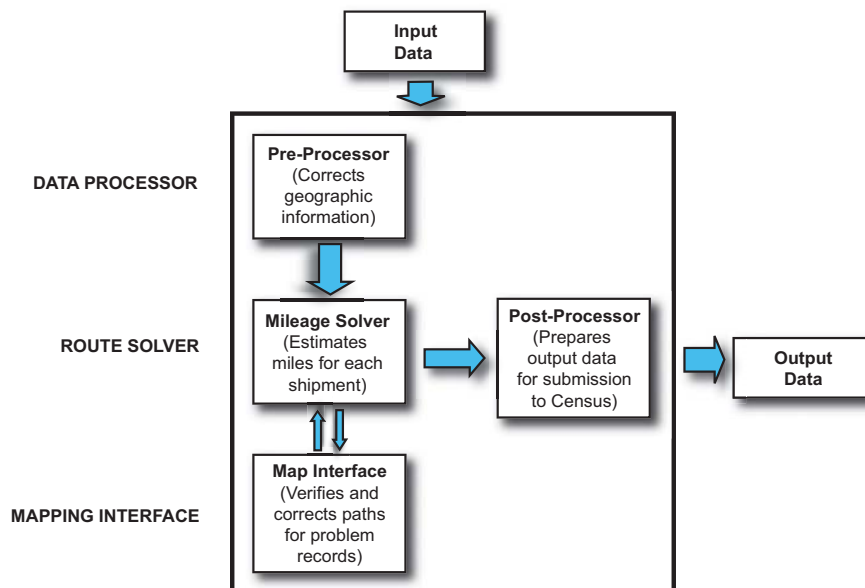 Input
Data
DATA PROCESSOR
Pre-Processor
(Corrects
geographic
information)
ROUTE SOLVER
Mileage Solver
(Estimates
miles for each
shipment)
Post-Processor
(Prepares
output data
for submission
to Census)
Output
Data
MAPPING INTERFACE
Map Interface
(Verifies and
corrects paths
for problem
records)